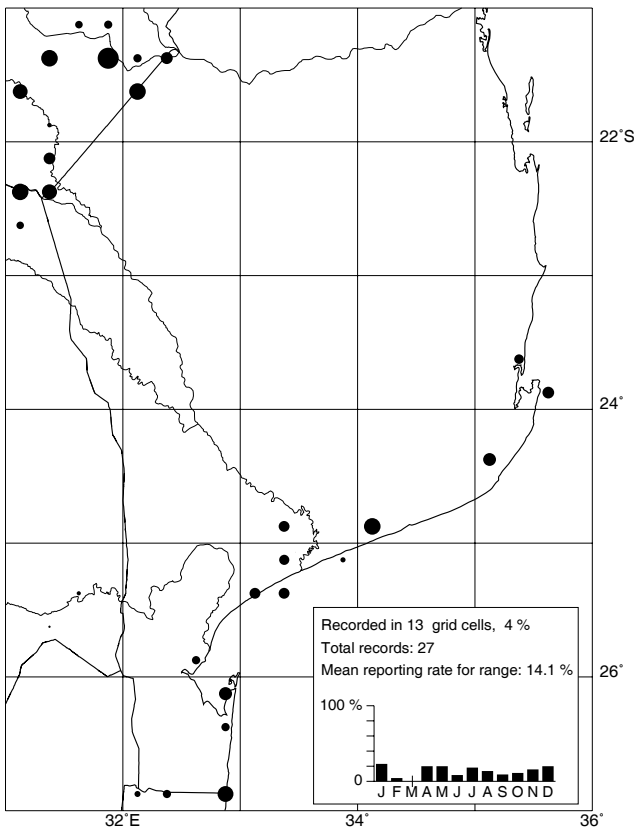 22°S
24°
26°
Recorded in 13 grid cells, 4 %
Total records: 27
Mean reporting rate for range: 14.1 %
100 %
0
J F M A M J J A S O N D
32°E 34° 36°